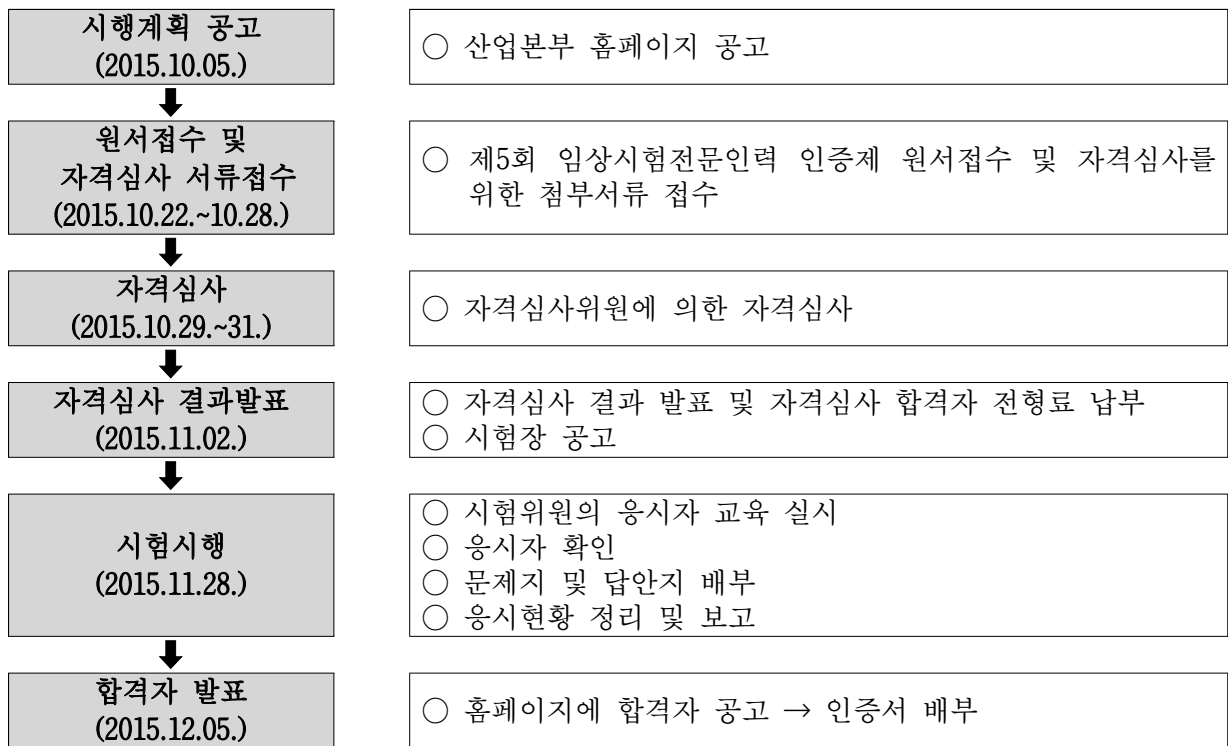 시행계획 공고
(2015.10.05.)
○ 산업본부 홈페이지 공고
원서접수 및
자격심사 서류접수
(2015.10.22.~10.28.)
○ 제5회 임상시험전문인력 인증제 원서접수 및 자격심사를
위한 첨부서류 접수
자격심사
(2015.10.29.~31.)
○ 자격심사위원에 의한 자격심사
자격심사 결과발표
(2015.11.02.)
○ 자격심사 결과 발표 및 자격심사 합격자 전형료 납부
○ 시험장 공고
시험시행
(2015.11.28.)
○ 시험위원의 응시자 교육 실시
○ 응시자 확인
○ 문제지 및 답안지 배부
○ 응시현황 정리 및 보고
합격자 발표
(2015.12.05.)
○ 홈페이지에 합격자 공고 → 인증서 배부